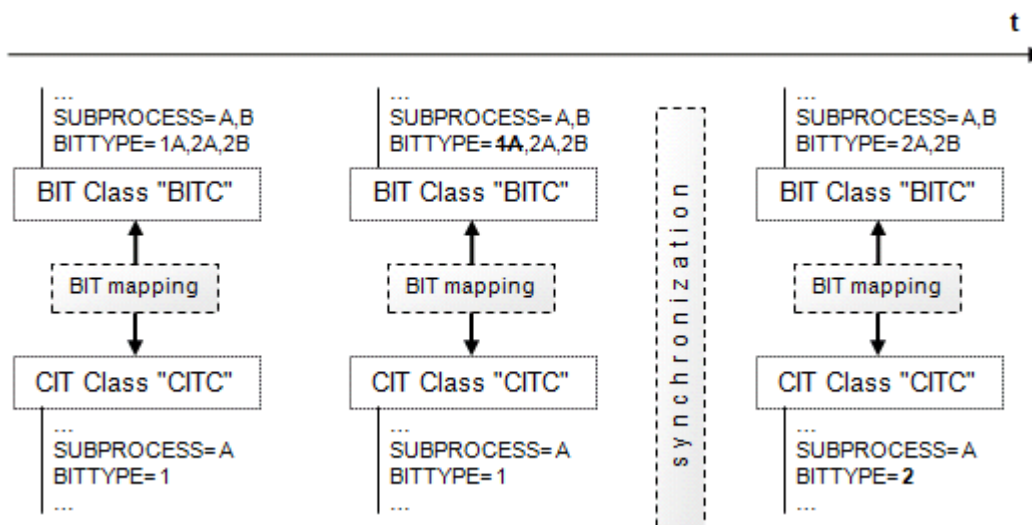 t
...
SUBPROCESS=A,B
BITTYPE=1A,2A,2B
BIT Class "BITC"
BIT mapping
CIT Class "CITC"
...
SUBPROCESS=A
BITTYPE=1
...
...
SUBPROCESS=A,B
BITTYPE=1A,2A,2B
BIT Class "BITC"
BIT mapping
CIT Class "CITC"
...
SUBPROCESS=A
BITTYPE=1
...
synchronization
...
SUBPROCESS=A,B
BITTYPE=2A,2B
BIT Class "BITC"
BIT mapping
CIT Class "CITC"
...
SUBPROCESS=A
BITTYPE=2
...